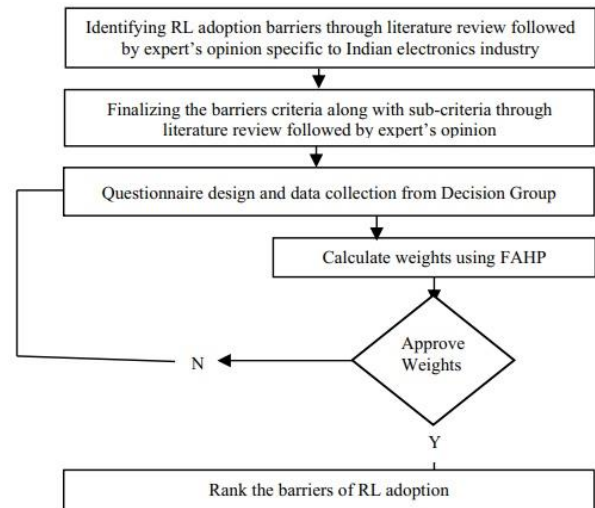 Identifying RL adoption barriers through literature review followed
by expert's opinion specific to Indian electronics industry
Finalizing the barriers criteria along with sub-criteria through
literature review followed by expert's opinion
Questionnaire design and data collection from Decision Group
Calculate weights using FAHP
Approve
Weights
N
Y
Rank the barriers of RL adoption